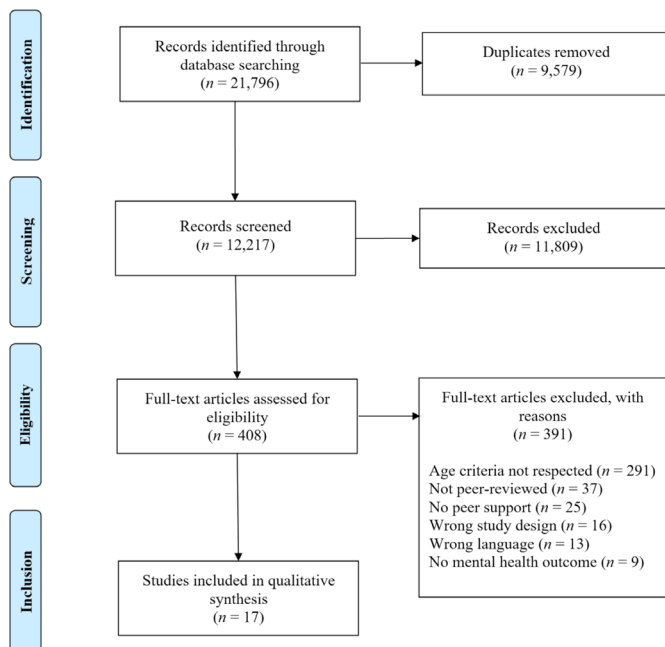 Identification
Records identified through
database searching
(n = 21,796)
Duplicates removed
(n = 9,579)
Screening
Records screened
(n = 12,217)
Records excluded
(n = 11,809)
Eligibility
Full-text articles assessed for
eligibility
(n = 408)
Full-text articles excluded, with
reasons
(n = 391)
Age criteria not respected (n = 291)
Not peer-reviewed (n = 37)
No peer support (n = 25)
Wrong study design (n = 16)
Wrong language (n = 13)
No mental health outcome (n = 9)
Inclusion
Studies included in qualitative
synthesis
(n = 17)